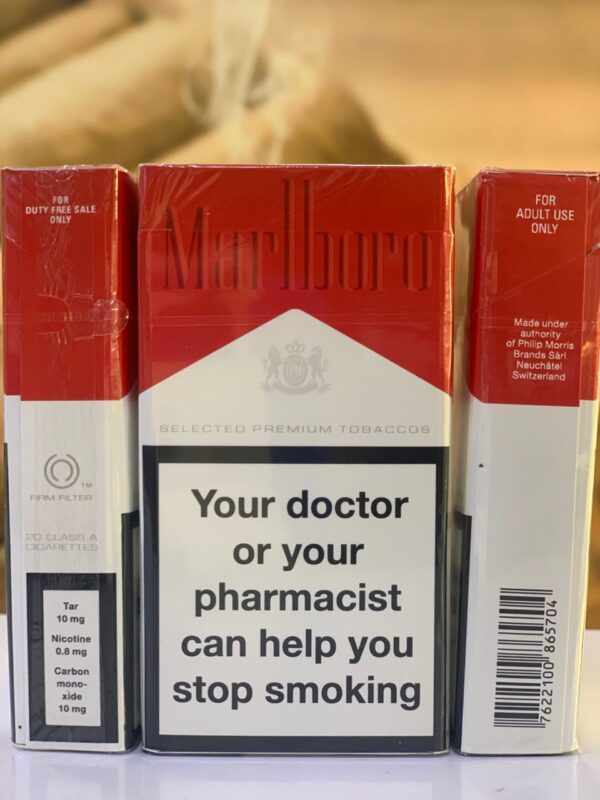 FOR
DUTY FREE SALE
ONLY
TM
FIRM FILTER
20 CLASS A
CIGARETTES
Tar
10 mg
Nicotine
0.8 mg
Carbon
mono-
xide
10 mg
Marlboro
PM
SELECTED PREMIUM TOBACCOS
Your doctor
or your
pharmacist
can help you
stop smoking
FOR
ADULT USE
ONLY
Made under
authority
of Philip Morris
Brands Sàrl
Neuchâtel
Switzerland
7622100 865704